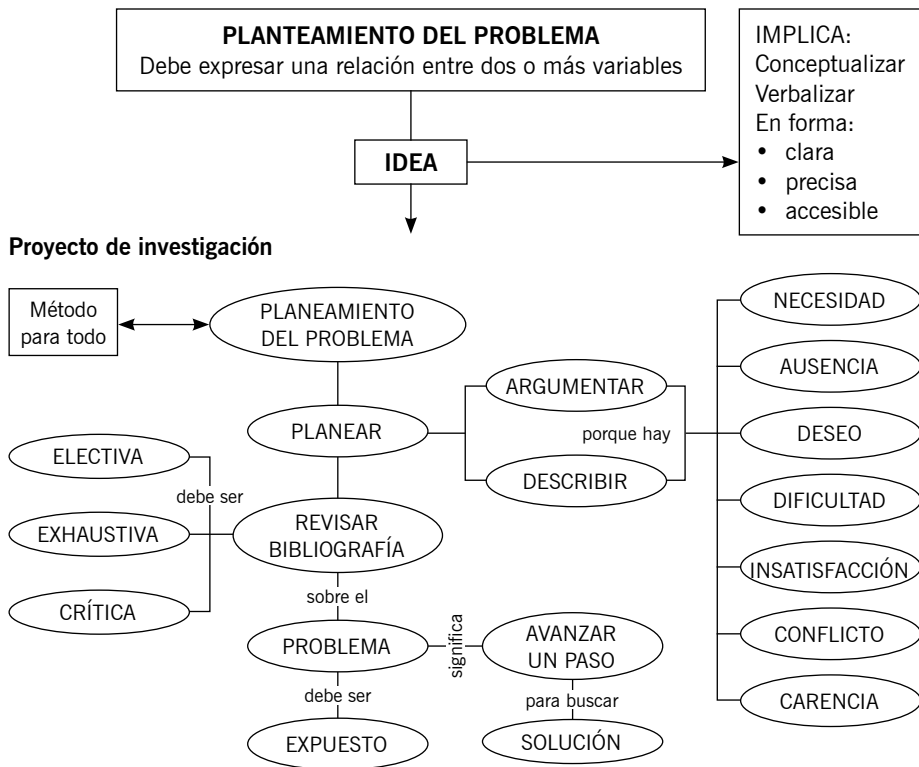 PLANTEAMIENTO DEL PROBLEMA
Debe expresar una relación entre dos o más variables
IMPLICA:
Conceptualizar
Verbalizar
En forma:
• clara
• precisa
• accesible
IDEA
Proyecto de investigación
Método
para todo
PLANEAMIENTO
DEL PROBLEMA
PLANEAR
ARGUMENTAR
DESCRIBIR
porque hay
NECESIDAD
AUSENCIA
DESEO
DIFICULTAD
INSATISFACCIÓN
CONFLICTO
CARENCIA
ELECTIVA
EXHAUSTIVA
CRÍTICA
debe ser
REVISAR
BIBLIOGRAFÍA
sobre el
PROBLEMA
significa
AVANZAR
UN PASO
debe ser
para buscar
EXPUESTO
SOLUCIÓN